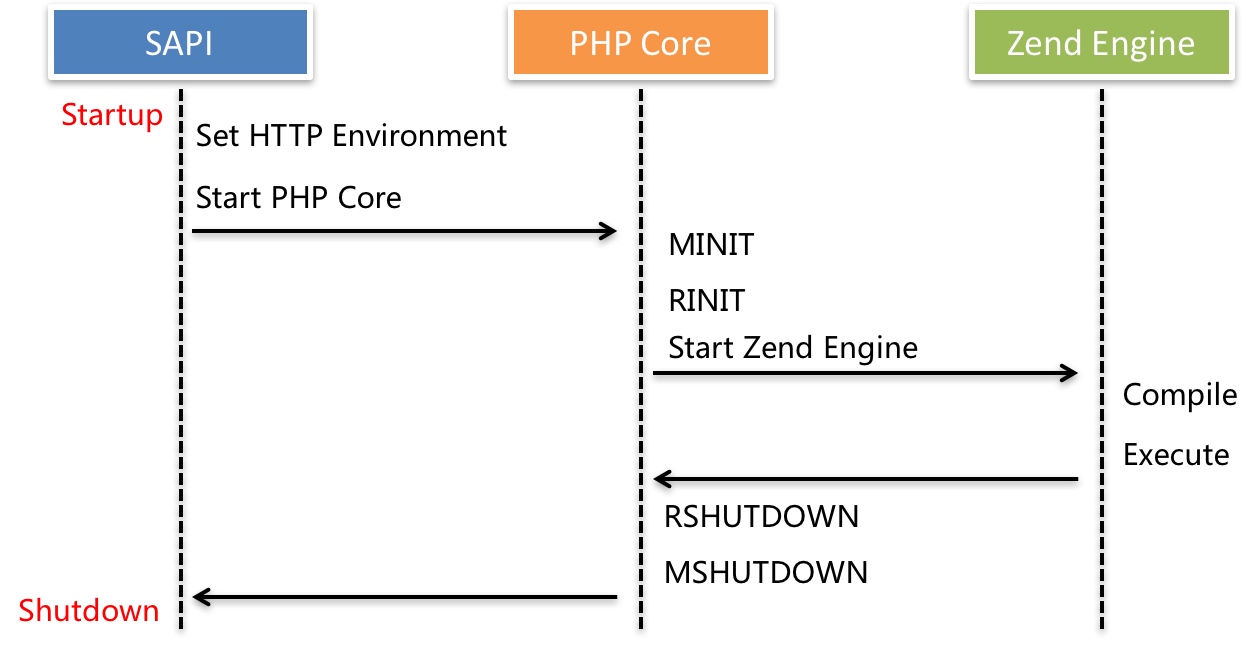 SAPI
PHP Core
Zend Engine
Startup
Set HTTP Environment
Start PHP Core
MINIT
RINIT
Start Zend Engine
Compile
Execute
RSHUTDOWN
MSHUTDOWN
Shutdown